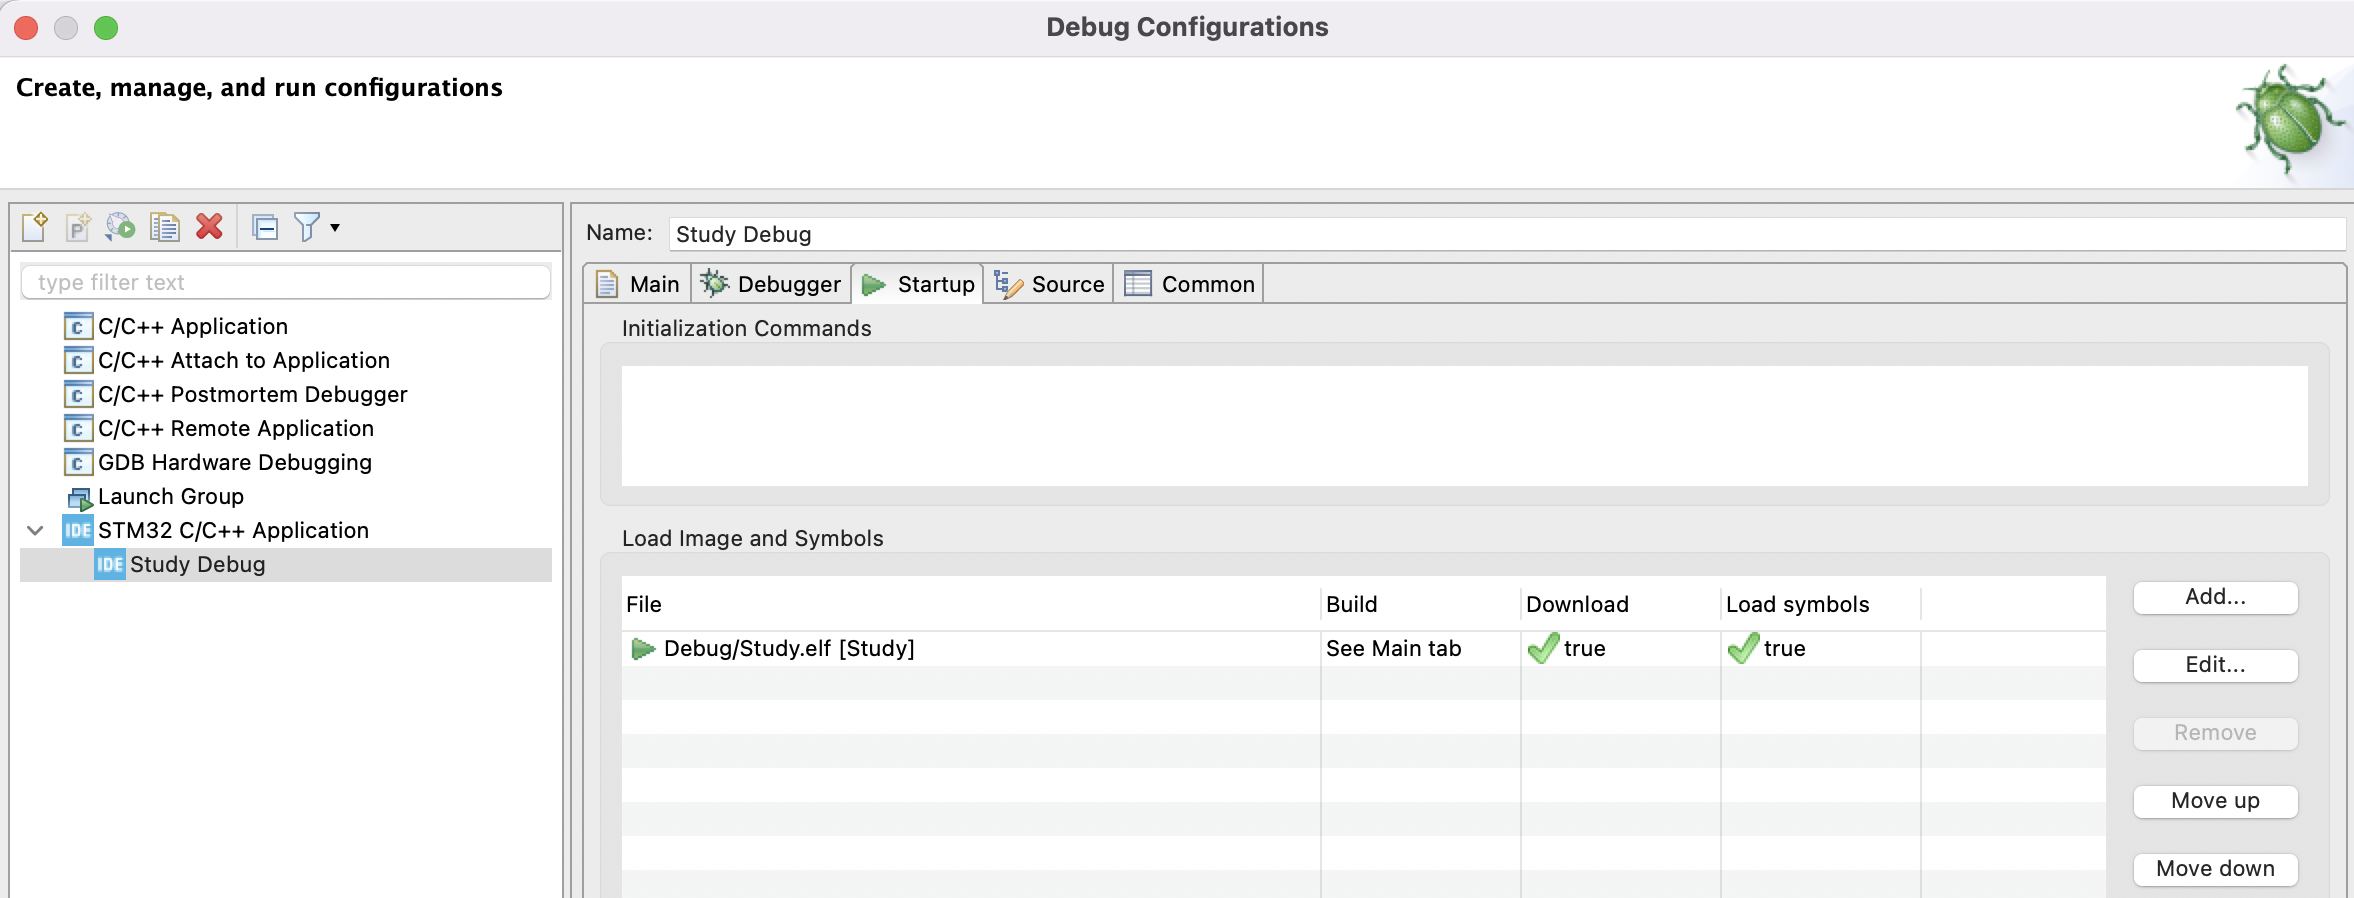 Debug Configurations
Create, manage, and run configurations
type filter text
C/C++ Application
C/C++ Attach to Application
C/C++ Postmortem Debugger
C/C++ Remote Application
GDB Hardware Debugging
Launch Group
IDE STM32 C/C++ Application
IDE Study Debug
Name: Study Debug
Main Debugger Startup Source Common
Initialization Commands
Load Image and Symbols
File Build Download Load symbols
Debug/Study.elf [Study] See Main tab true true
Add...
Edit...
Remove
Move up
Move down